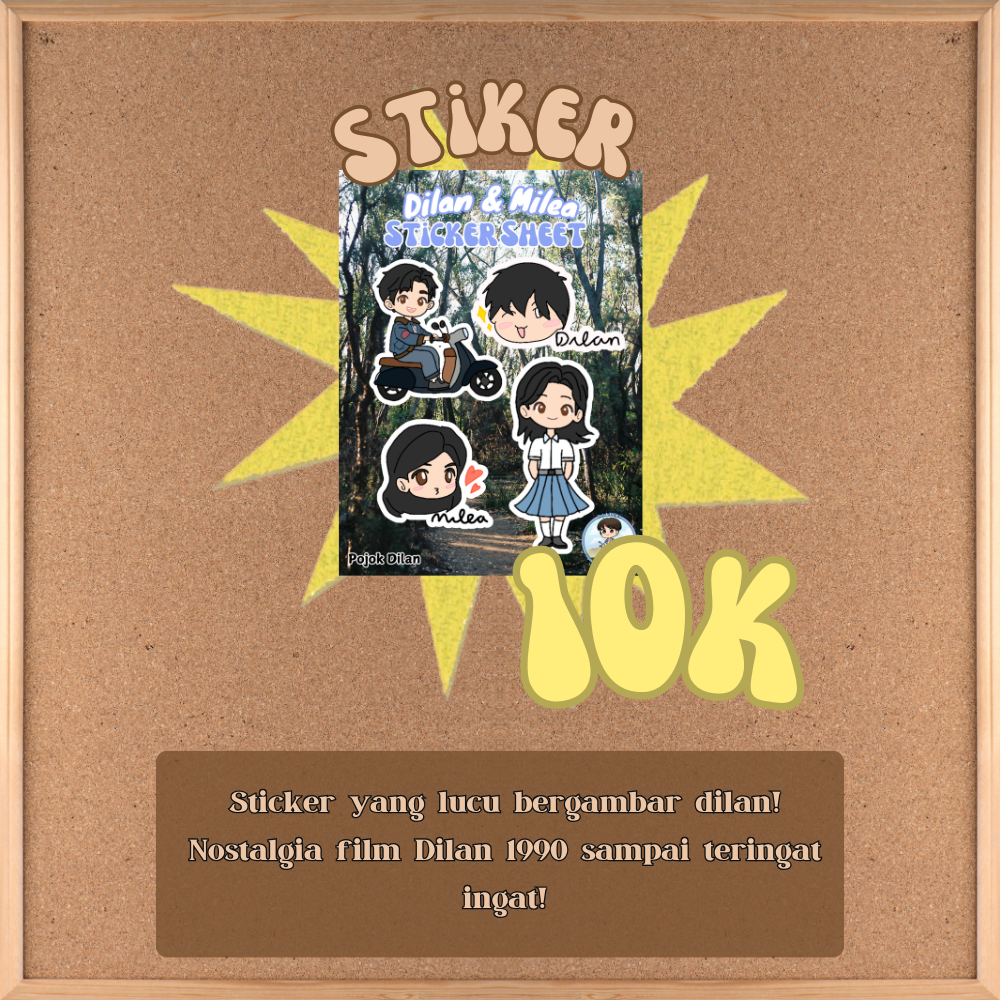 STiKER
Dilan & Milea
STiCKER SHEET
Dilan
milea
Pojok Dilan
10K
Sticker yang lucu bergambar dilan!
Nostalgia film Dilan 1990 sampai teringat
ingat!